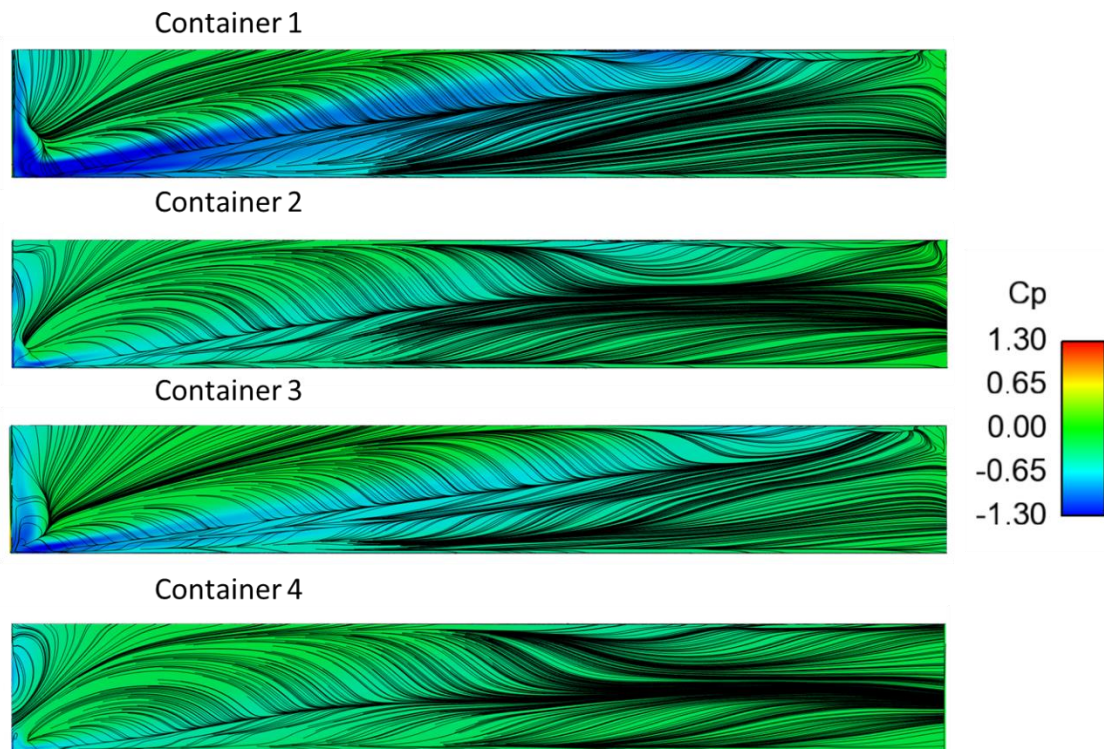 Container 1
Container 2
Container 3
Container 4
Cp
1.30
0.65
0.00
-0.65
-1.30